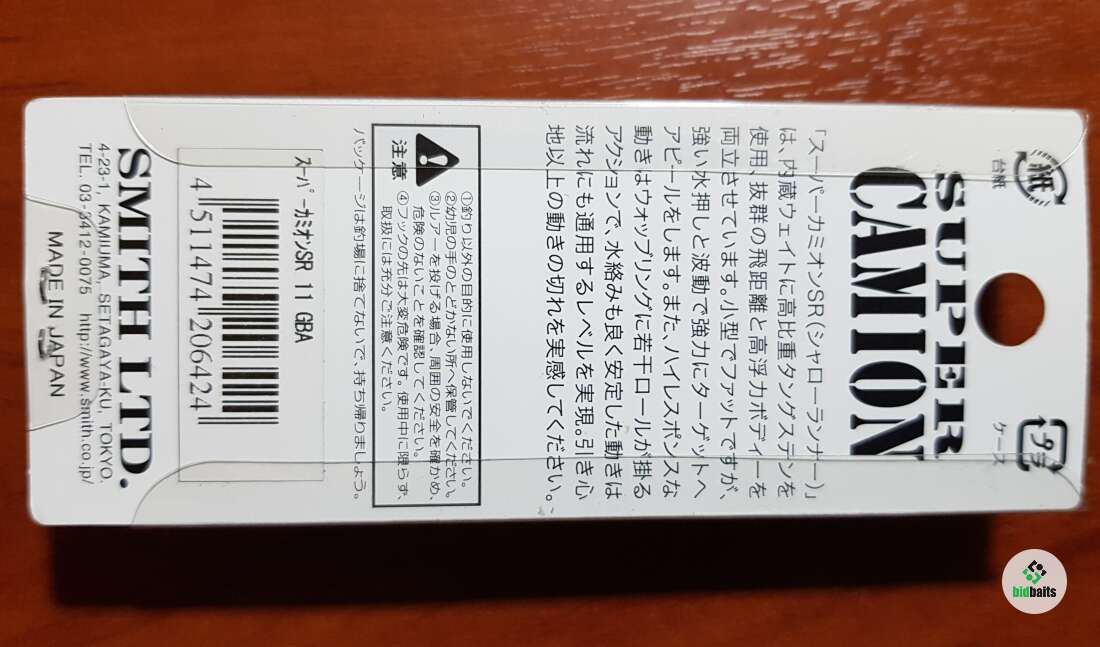 紙
台紙
プラ
ケース
SUPER
CAMION
「スーパーカミオンSR(シャローランナー)」
は、内蔵ウェイトに高比重タングステンを
使用、抜群の飛距離と高浮力ボディーを
両立させています。小型でファットですが、
強い水押しと波動で強力にターゲットへ
アピールをします。また、ハイレスポンスな
動きはウォップリングに若干ロールが掛る
アクションで、水絡みも良く安定した動きは
流れにも通用するレベルを実現。引き心
地以上の動きの切れを実感してください。
注意
①釣り以外の目的に使用しないでください。
②幼児の手のとどかない所へ保管してください。
③ルアーを投げる場合、周囲の安全を確かめ、
危険のないことを確認してください。
④フックの先は大変危険です。使用中に限らず、
取扱には充分ご注意ください。
パッケージは釣場に捨てないで、持ち帰りましょう。
スーパーカミオンSR 11 GBA
4 511474 206424
SMITH LTD.
4-23-1, KAMIUMA, SETAGAYA-KU, TOKYO,
TEL. 03-3412-0075 http://www.smith.co.jp/
MADE IN JAPAN
bidbaits